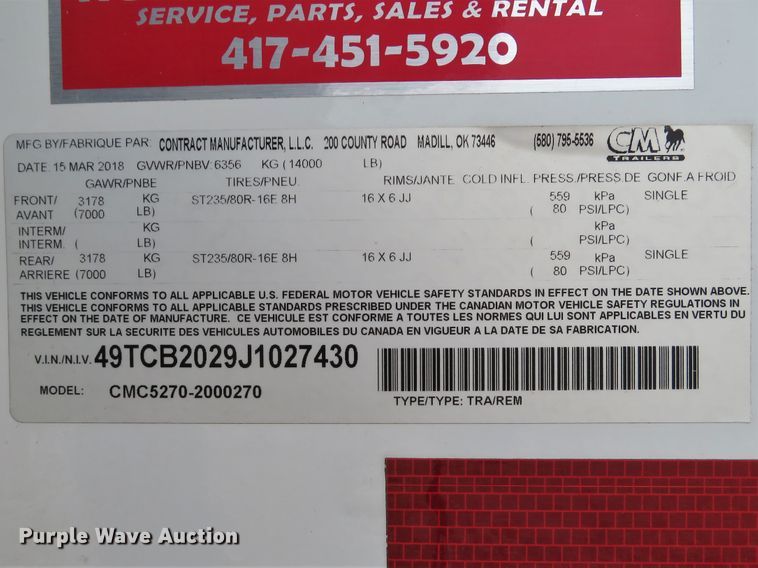 SERVICE, PARTS, SALES & RENTAL
417-451-5920
MFG BY/FABRIQUE PAR: CONTRACT MANUFACTURER, L.L.C. 200 COUNTY ROAD MADILL, OK 73446 (580) 795-5536 CM TRAILERS
DATE: 15 MAR 2018 GVWR/PNBV: 6356 KG (14000 LB)
GAWR/PNBE TIRES/PNEU. RIMS/JANTE COLD INFL. PRESS./PRESS.DE GONF.A FROID
FRONT/ 3178 KG ST235/80R-16E 8H 16 X 6 JJ 559 kPa SINGLE
AVANT (7000 LB) ( 80 PSI/LPC)
INTERM/ KG kPa
INTERM. ( LB) ( PSI/LPC)
REAR/ 3178 KG ST235/80R-16E 8H 16 X 6 JJ 559 kPa SINGLE
ARRIERE (7000 LB) ( 80 PSI/LPC)
THIS VEHICLE CONFORMS TO ALL APPLICABLE U.S. FEDERAL MOTOR VEHICLE SAFETY STANDARDS IN EFFECT ON THE DATE SHOWN ABOVE.
THIS VEHICLE CONFORMS TO ALL APPLICABLE STANDARDS PRESCRIBED UNDER THE CANADIAN MOTOR VEHICLE SAFETY REGULATIONS IN
EFFECT ON THE DATE OF MANUFACTURE. CE VEHICULE EST CONFORME A TOUTES LES NORMES QUI LUI SONT APPLICABLES EN VERTU DU
REGLEMENT SUR LA SECURITE DES VEHICULES AUTOMOBILES DU CANADA EN VIGUEUR A LA DATE DE SA FABRICATION.
V.I.N./N.I.V. 49TCB2029J1027430
MODEL: CMC5270-2000270
TYPE/TYPE: TRA/REM
Purple Wave Auction